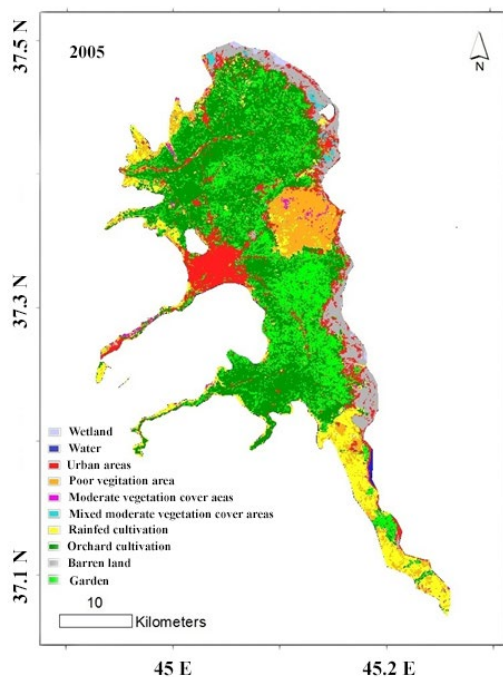 37.5 N
2005
N
37.3 N
Wetland
Water
Urban areas
Poor vegitation area
Moderate vegetation cover aeas
Mixed moderate vegetation cover areas
Rainfed cultivation
Orchard cultivation
Barren land
Garden
37.1 N
10
Kilometers
45 E
45.2 E